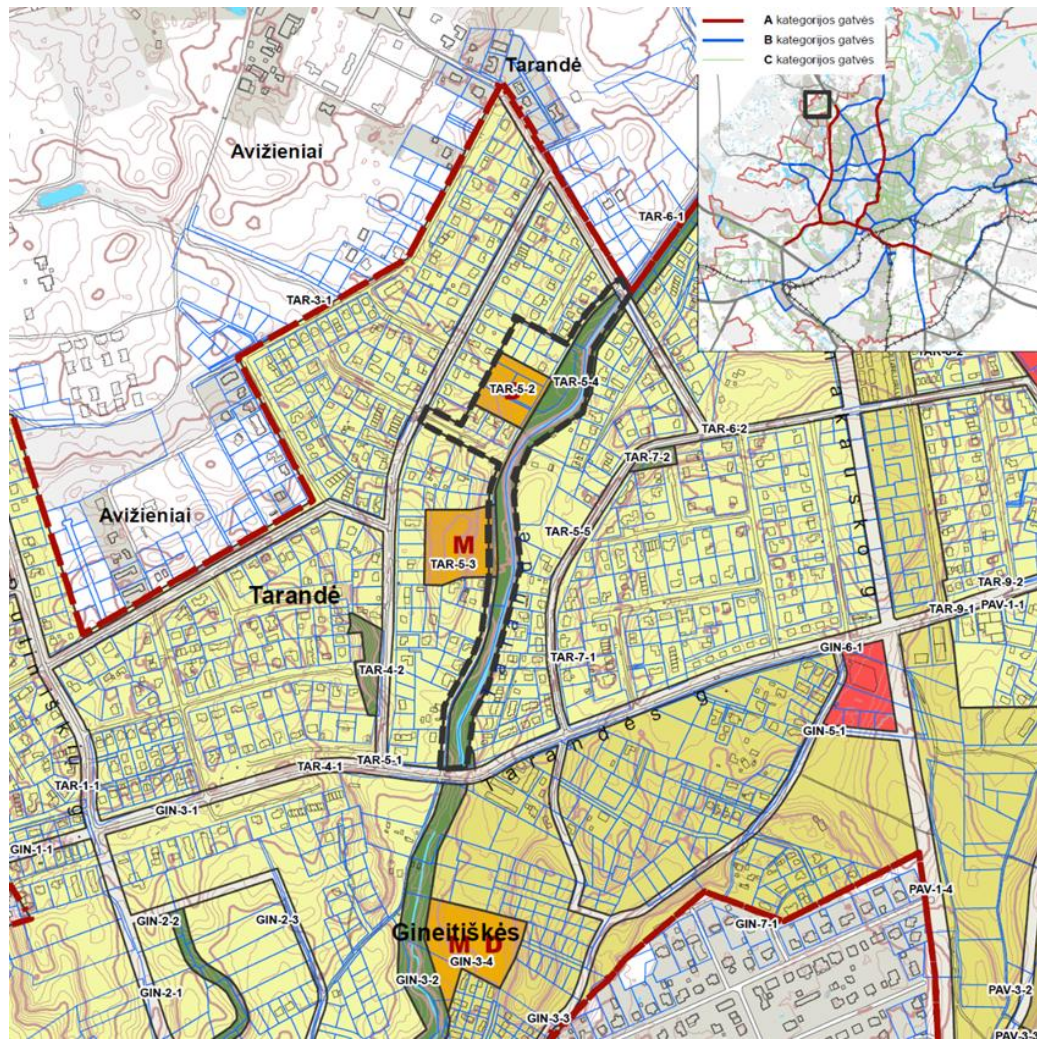 A kategorijos gatvės
B kategorijos gatvės
C kategorijos gatvės
Tarandė
Avižieniai
TAR-6-1
TAR-3-1
TAR-5-2
TAR-5-4
TAR-6-2
TAR-7-2
Avižieniai
TAR-5-5
M
TAR-5-3
Tarandė
TAR-9-2
TAR-9-1
PAV-1-1
TAR-7-1
GIN-6-1
TAR-4-2
Tarandės g
GIN-5-1
TAR-5-1
TAR-4-1
TAR-1-1
GIN-3-1
GIN-1-1
PAV-1-4
GIN-2-2
GIN-2-3
GIN-7-1
Gineitiškės
M D
GIN-3-4
GIN-3-2
GIN-2-1
PAV-3-2
GIN-3-3
PAV-3-3